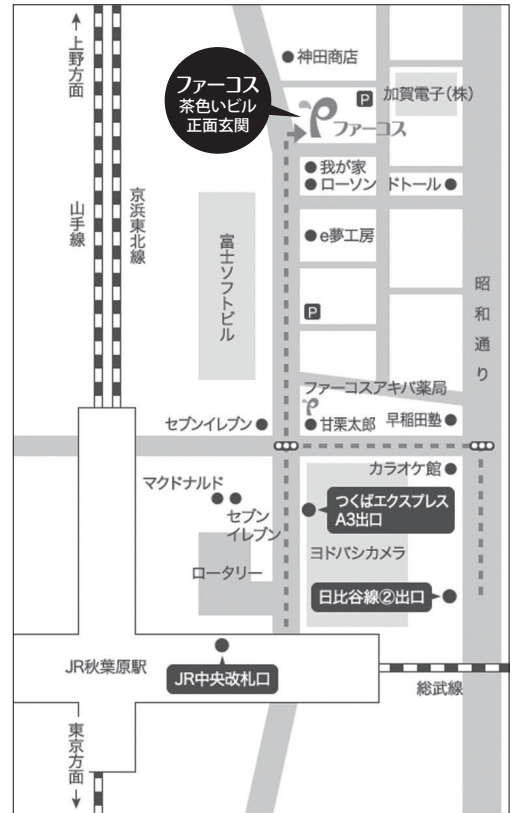 上野方面
山手線
京浜東北線
神田商店
ファーコス
茶色いビル
正面玄関
P
加賀電子(株)
ファーコス
我が家
ローソン
ドトール
e夢工房
富士ソフトビル
P
昭和通り
ファーコスアキバ薬局
セブンイレブン
甘栗太郎
早稲田塾
カラオケ館
マクドナルド
セブン
イレブン
つくばエクスプレス
A3出口
ヨドバシカメラ
ロータリー
日比谷線②出口
JR秋葉原駅
JR中央改札口
総武線
東京方面